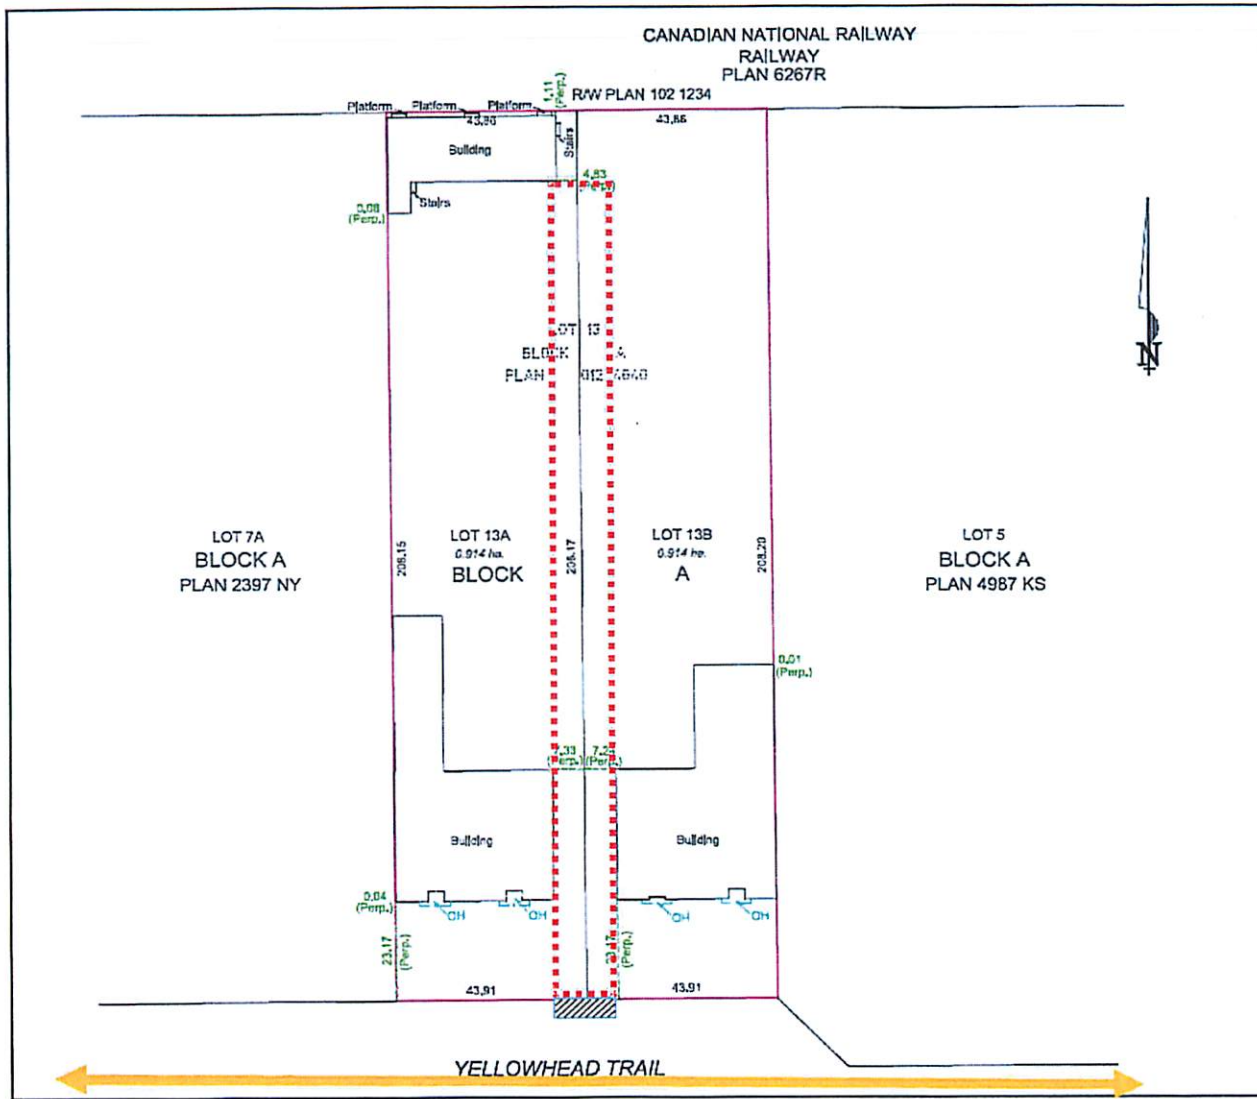 CANADIAN NATIONAL RAILWAY
RAILWAY
PLAN 6267R
R/W PLAN 102 1234
1.11
(Perp.)
Platform
Platform
Platform
43.86
43.86
Building
Stairs
Stairs
4.83
(Perp.)
0.08
(Perp.)
LOT 13
BLOCK A
PLAN 012 4640
LOT 7A
BLOCK A
PLAN 2397 NY
208.15
LOT 13A
0.914 ha.
BLOCK
208.17
LOT 13B
0.914 ha.
A
208.20
LOT 5
BLOCK A
PLAN 4987 KS
N
0.01
(Perp.)
7.33
(Perp.)
(Perp.)
Building
Building
0.04
(Perp.)
OH
OH
OH
OH
23.17
(Perp.)
23.17
(Perp.)
43.91
43.91
YELLOWHEAD TRAIL